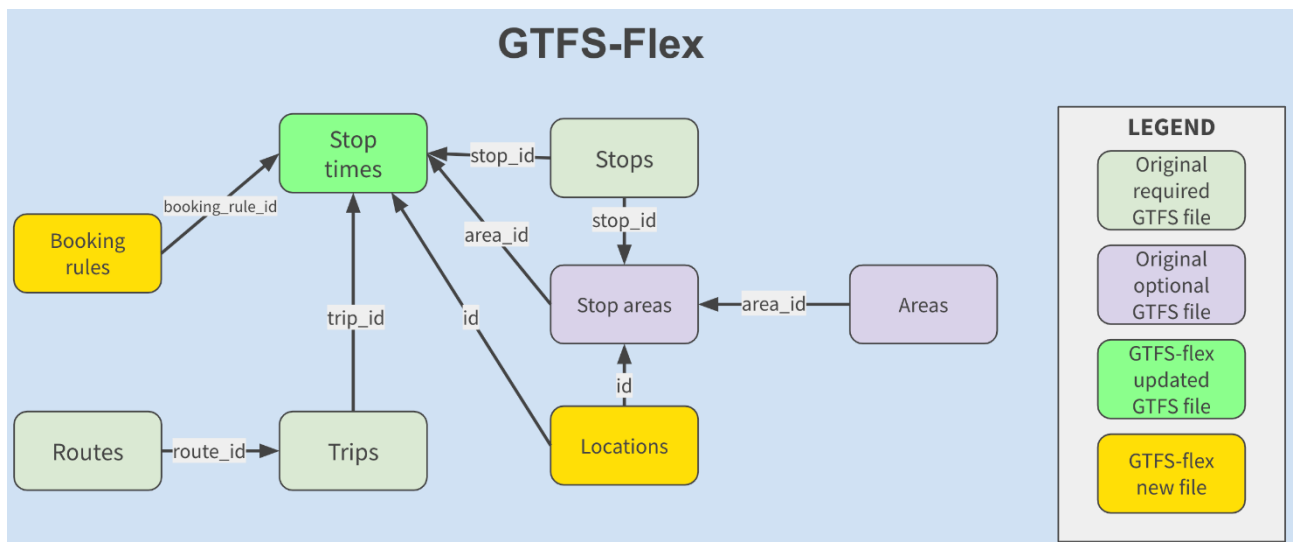 GTFS-Flex
Stop
times
stop_id
Stops
booking_rule_id
stop_id
area_id
Booking
rules
Stop areas
area_id
Areas
trip_id
id
id
Routes
route_id
Trips
Locations
LEGEND
Original
required
GTFS file
Original
optional
GTFS file
GTFS-flex
updated
GTFS file
GTFS-flex
new file